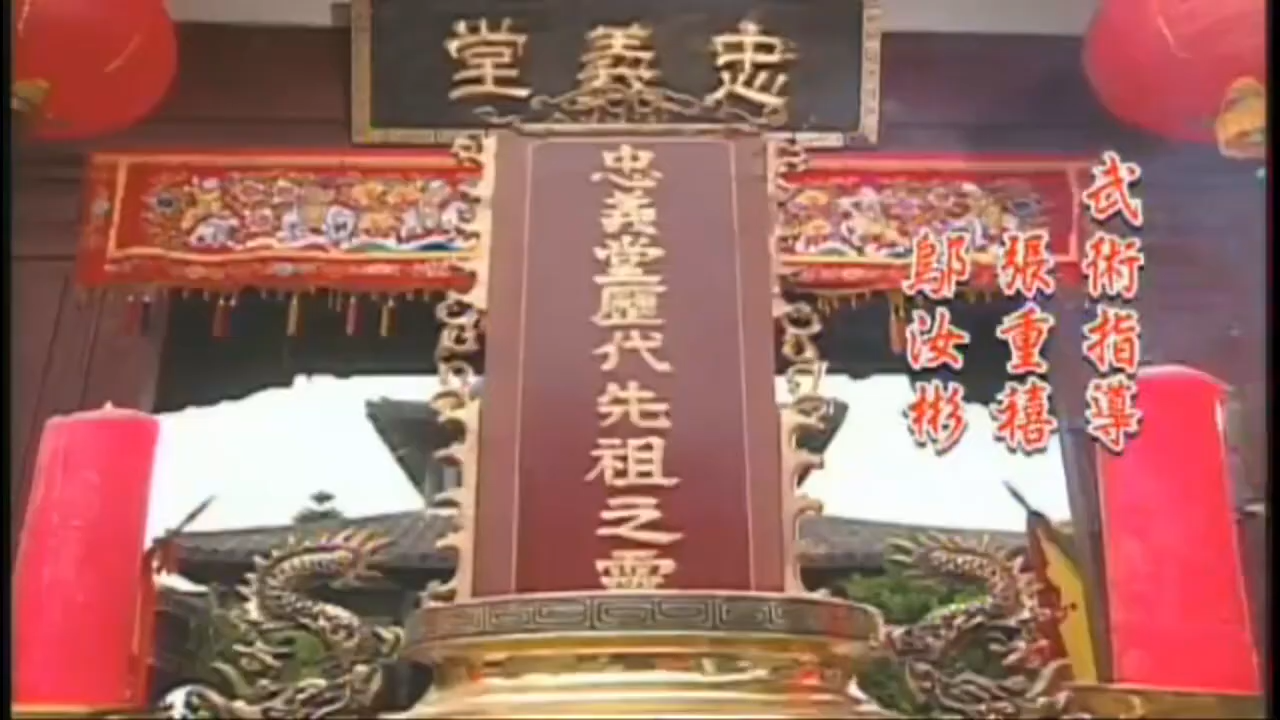 忠義堂
忠義堂歷代先祖之靈
武術指導
張重禧
鄔汝彬